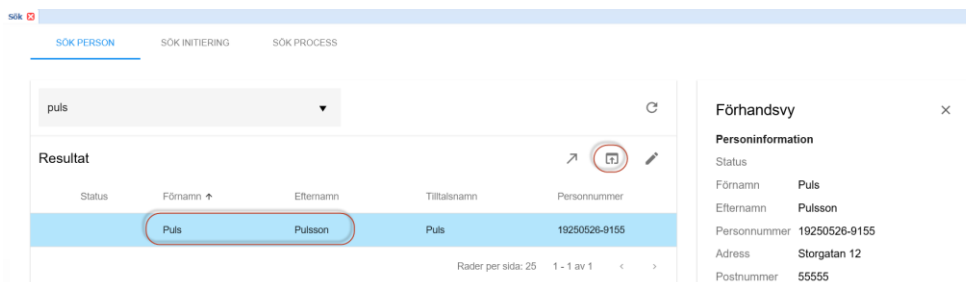 Sök
SÖK PERSON SÖK INITIERING SÖK PROCESS
puls
Resultat
Status Förnamn Efternamn Tilltalsnamn Personnummer
Puls Pulsson Puls 19250526-9155
Rader per sida: 25 1 - 1 av 1
Förhandsvy
Personinformation
Status
Förnamn Puls
Efternamn Pulsson
Personnummer 19250526-9155
Adress Storgatan 12
Postnummer 55555